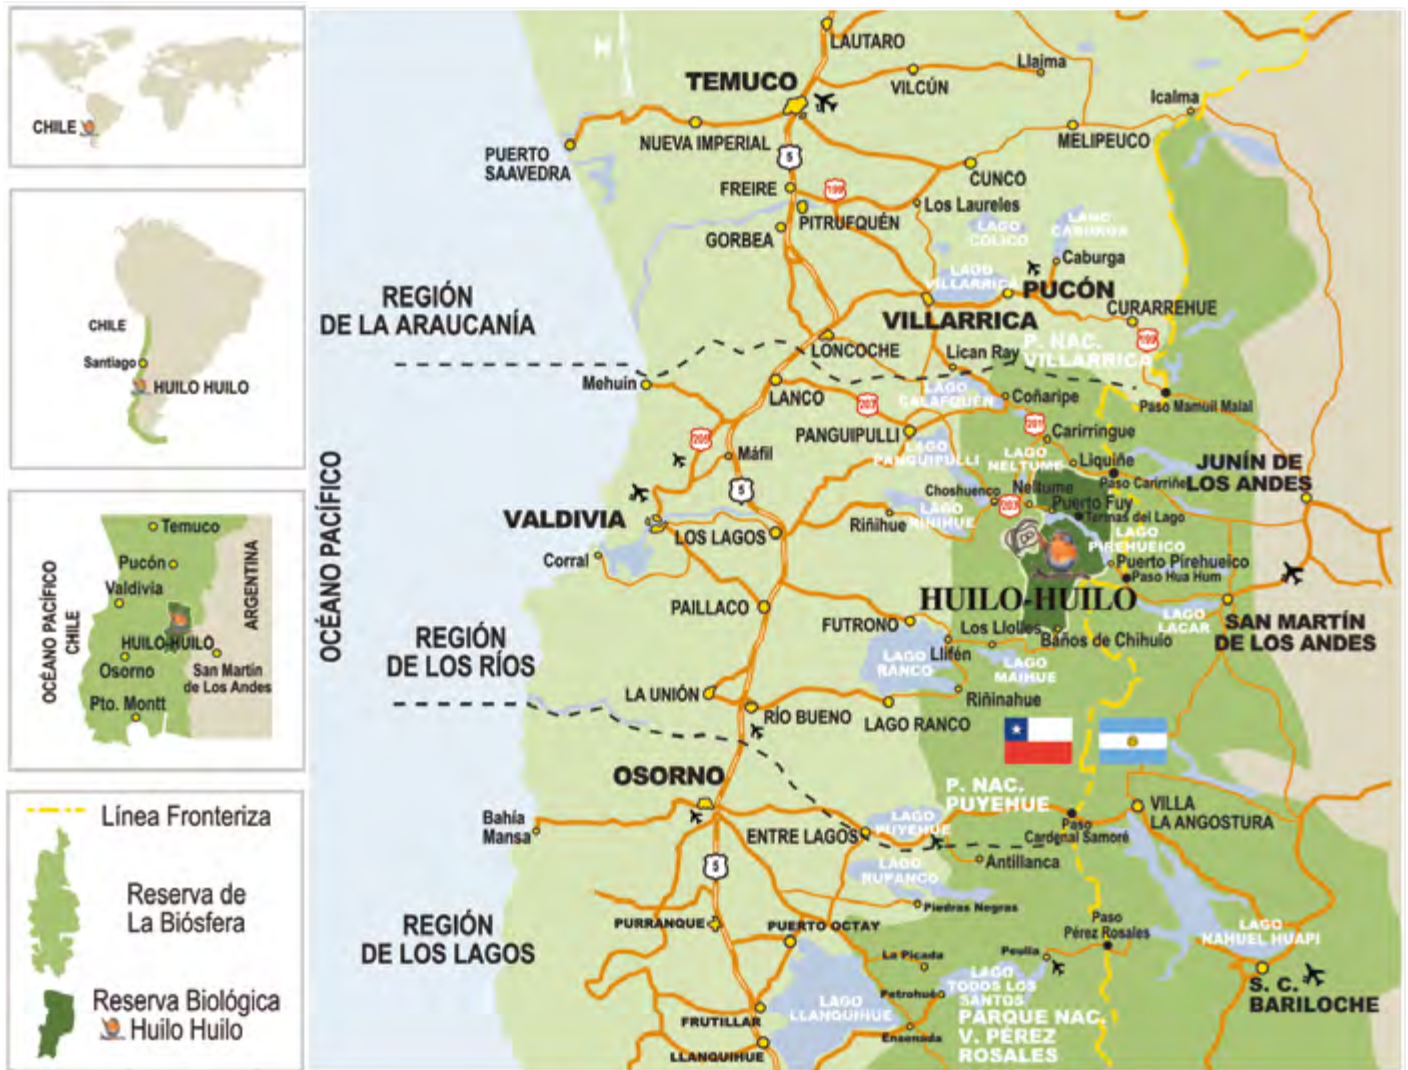 CHILE
CHILE
Santiago
HUILO HUILO
Temuco
Pucón
Valdivia
OCÉANO PACÍFICO
CHILE
ARGENTINA
HUILO-HUILO
Osorno
San Martín
de Los Andes
Pto. Montt
Línea Fronteriza
Reserva de
La Biósfera
Reserva Biológica
Huilo Huilo
N
LAUTARO
Llaima
TEMUCO
VILCÚN
Icalma
NUEVA IMPERIAL
MELIPEUCO
PUERTO
SAAVEDRA
5
CUNCO
FREIRE
199
Los Laureles
PITRUFQUÉN
GORBEA
LAGO
COLICO
LAGO
CABURGA
Caburga
LAGO
VILLARRICA
PUCÓN
REGIÓN
DE LA ARAUCANÍA
VILLARRICA
CURARREHUE
199
P. NAC.
VILLARRICA
LONCOCHE
Lican Ray
Mehuín
LANCO
LAGO
CALAFQUÉN
Coñaripe
Paso Mamuil Malal
203
201
PANGUIPULLI
Carirringue
205
LAGO
PANGUIPULLI
LAGO
NELTUME
Liquiñe
JUNÍN DE
LOS ANDES
Máfil
Paso Carirriñe
OCÉANO PACÍFICO
5
Choshuenco
Neltume
203
Puerto Fuy
Termas del Lago
VALDIVIA
Riñihue
LAGO
RIÑIHUE
LOS LAGOS
LAGO
PIREHUEICO
Corral
Puerto Pirehueico
Paso Hua Hum
HUILO-HUILO
PAILLACO
FUTRONO
LAGO
LACAR
SAN MARTÍN
DE LOS ANDES
Los Llolles
Baños de Chihuio
REGIÓN
DE LOS RÍOS
Llifén
LAGO
RANCO
LAGO
MAIHUE
LA UNIÓN
Riñinahue
RÍO BUENO
LAGO RANCO
OSORNO
P. NAC.
PUYEHUE
VILLA
LA ANGOSTURA
Bahía
Mansa
ENTRE LAGOS
LAGO
PUYEHUE
Paso
Cardenal Samoré
5
Antillanca
LAGO
RUPANCO
REGIÓN
DE LOS LAGOS
Piedras Negras
PURRANQUE
PUERTO OCTAY
Paso
Pérez Rosales
LAGO
NAHUEL HUAPI
La Picada
Peulla
LAGO
TODOS LOS
SANTOS
Petrohué
S. C.
BARILOCHE
LAGO
LLANQUIHUE
PARQUE NAC.
V. PÉREZ
ROSALES
FRUTILLAR
Ensenada
LLANQUIHUE